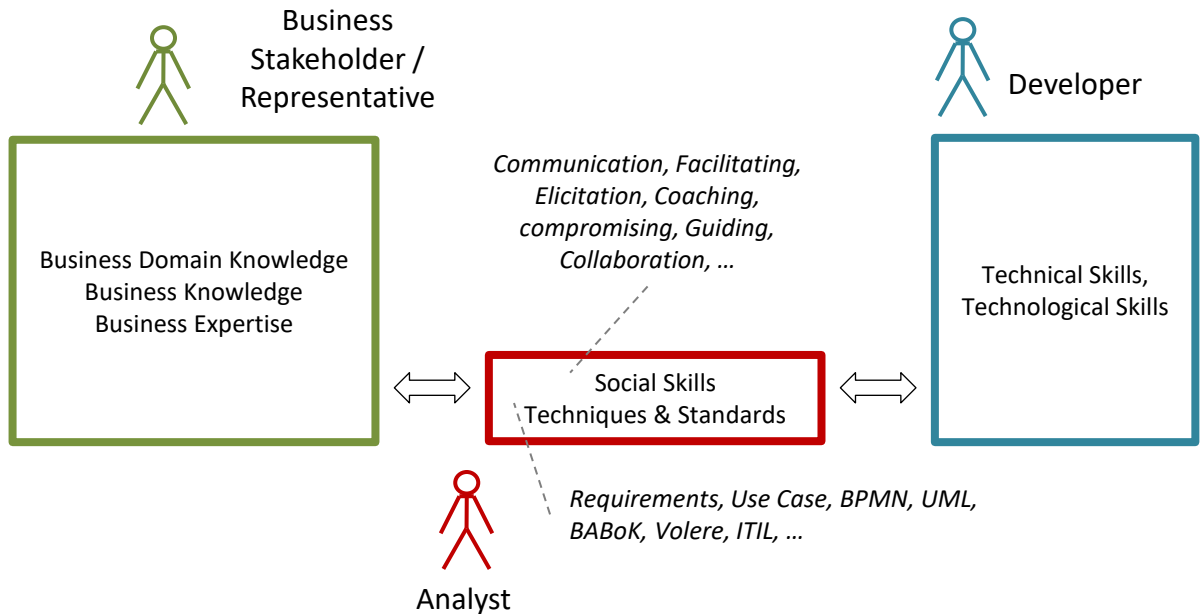 Business
Stakeholder /
Representative
Developer
Communication, Facilitating,
Elicitation, Coaching,
compromising, Guiding,
Collaboration, …
Business Domain Knowledge
Business Knowledge
Business Expertise
Technical Skills,
Technological Skills
Social Skills
Techniques & Standards
Requirements, Use Case, BPMN, UML,
BABoK, Volere, ITIL, …
Analyst